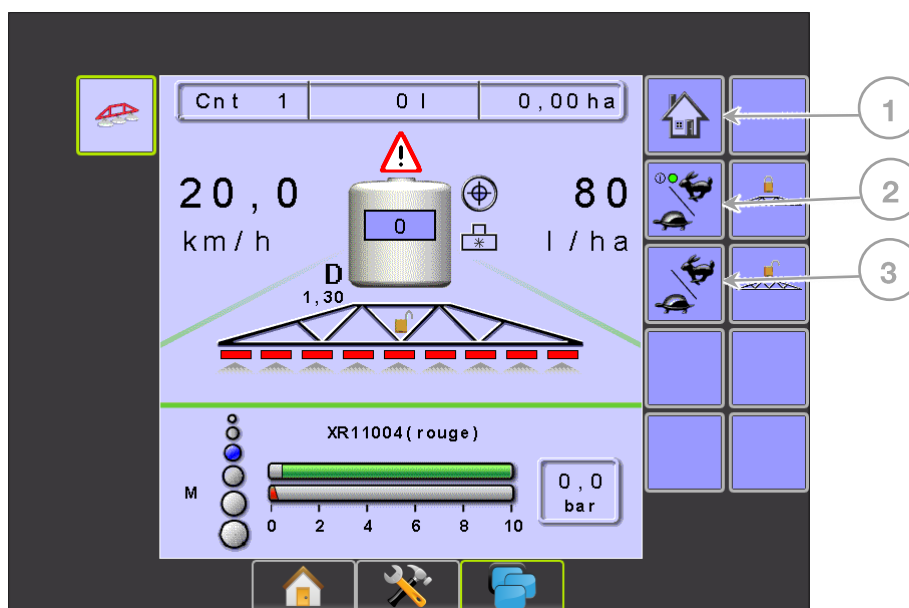 Cnt 1 0 l 0,00 ha
1
20,0 80
km/h 0 l/ha
2
D
1,30
3
XR11004(rouge)
M
0,0
bar
0 2 4 6 8 10